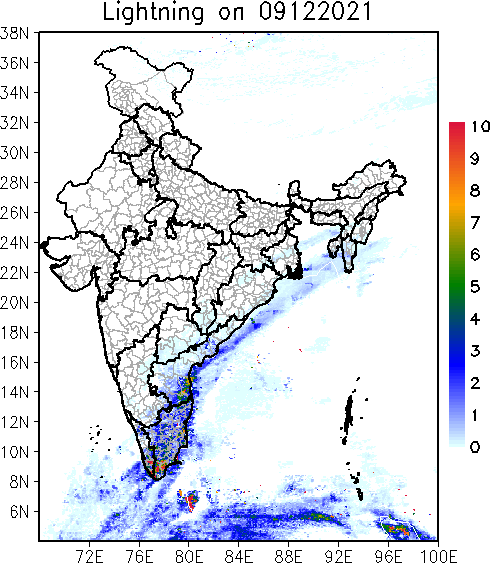 Lightning on 09122021
38N
36N
34N
32N
30N
28N
26N
24N
22N
20N
18N
16N
14N
12N
10N
8N
6N
72E 76E 80E 84E 88E 92E 96E 100E
10
9
8
7
6
5
4
3
2
1
0